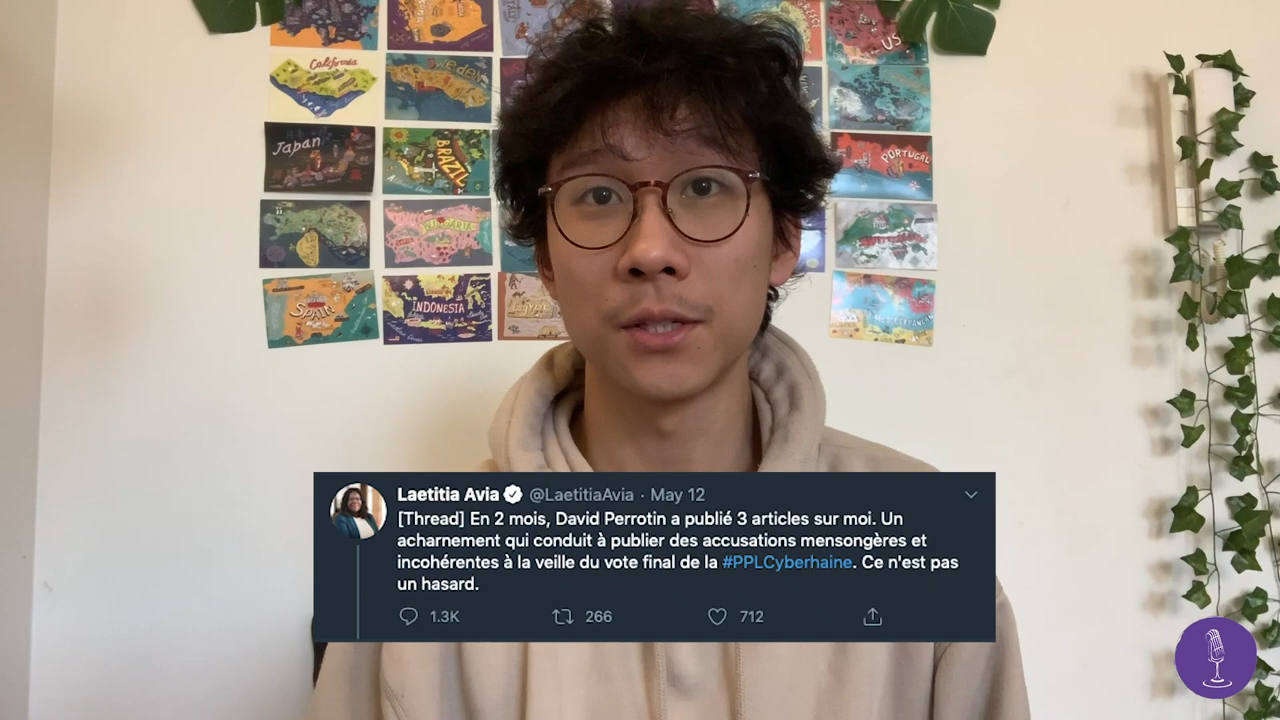 US
California
Sweden
Japan
BRAZIL
PORTUGAL
SPAIN
INDONESIA
Laetitia Avia @LaetitiaAvia · May 12
[Thread] En 2 mois, David Perrotin a publié 3 articles sur moi. Un
acharnement qui conduit à publier des accusations mensongères et
incohérentes à la veille du vote final de la #PPLCyberhaine. Ce n'est pas
un hasard.
1.3K 266 712